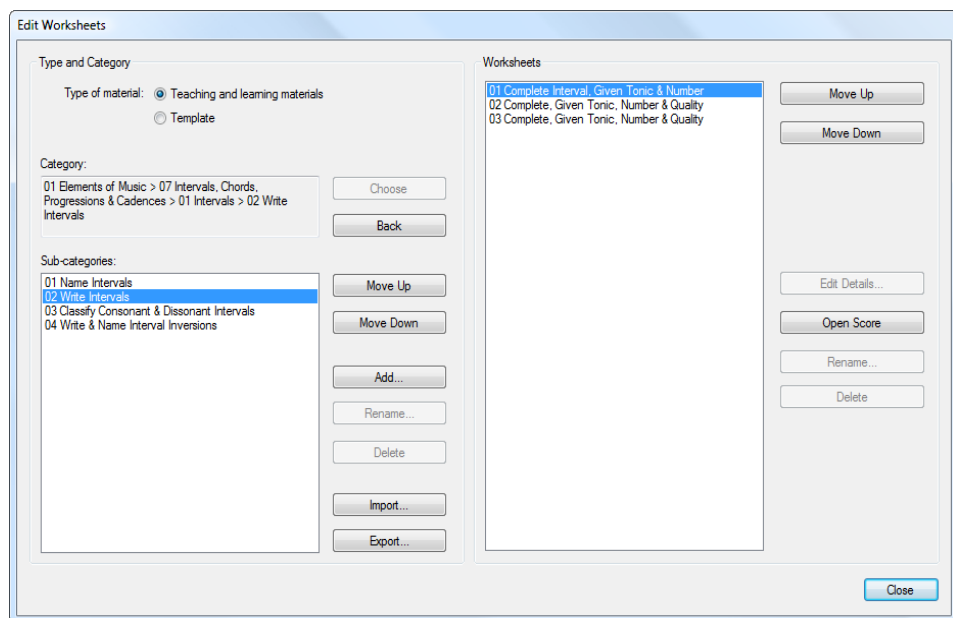 Edit Worksheets
Type and Category
Type of material:
Teaching and learning materials
Template
Category:
01 Elements of Music > 07 Intervals, Chords,
Progressions & Cadences > 01 Intervals > 02 Write
Intervals
Choose
Back
Sub-categories:
01 Name Intervals
02 Write Intervals
03 Classify Consonant & Dissonant Intervals
04 Write & Name Interval Inversions
Move Up
Move Down
Add...
Rename...
Delete
Import...
Export...
Worksheets
01 Complete Interval, Given Tonic & Number
02 Complete, Given Tonic, Number & Quality
03 Complete, Given Tonic, Number & Quality
Move Up
Move Down
Edit Details...
Open Score
Rename...
Delete
Close